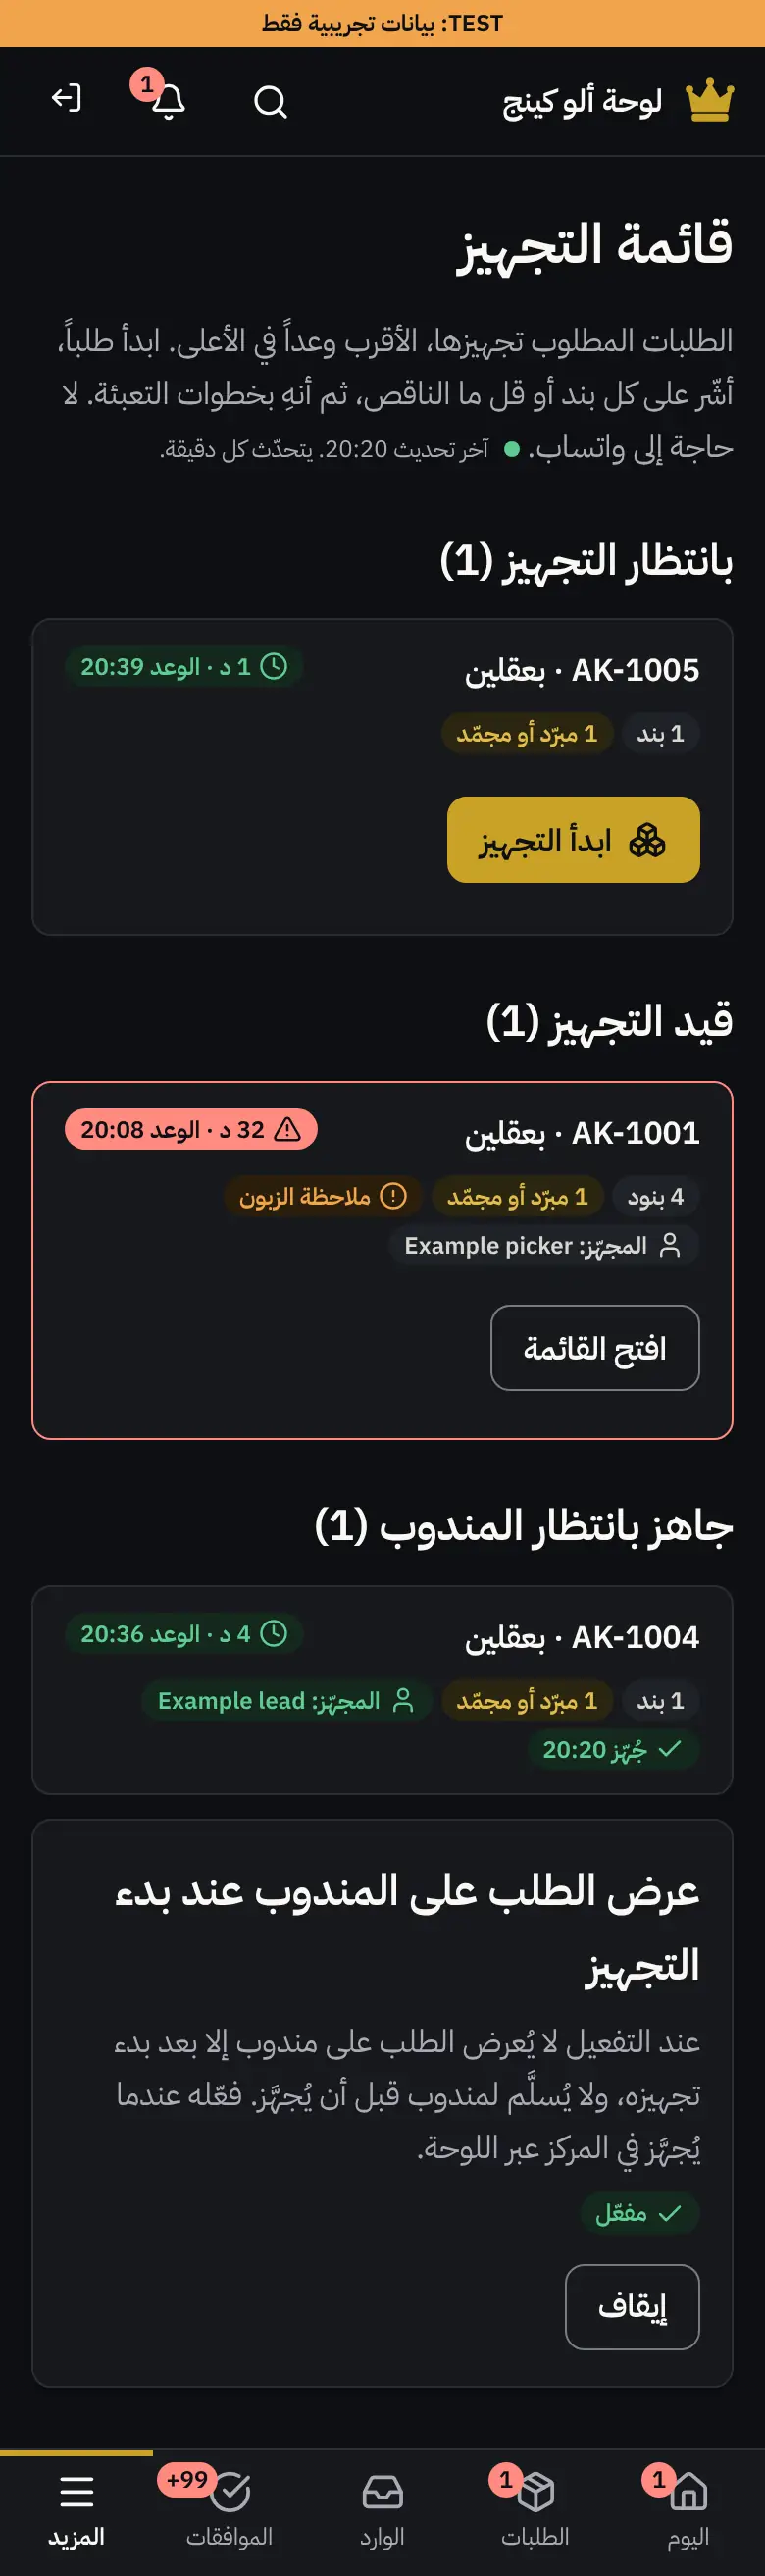 TEST: بيانات تجريبية فقط
لوحة ألو كينج
1
قائمة التجهيز
الطلبات المطلوب تجهيزها، الأقرب وعداً في الأعلى. ابدأ طلباً،
أشّر على كل بند أو قل ما الناقص، ثم أنهِ بخطوات التعبئة. لا
حاجة إلى واتساب. آخر تحديث 20:20. يتحدّث كل دقيقة.
بانتظار التجهيز (1)
AK-1005 · بعقلين
1 د · الوعد 20:39
1 بند
1 مبرّد أو مجمّد
ابدأ التجهيز
قيد التجهيز (1)
AK-1001 · بعقلين
32 د · الوعد 20:08
4 بنود
1 مبرّد أو مجمّد
ملاحظة الزبون
المجهّز: Example picker
افتح القائمة
جاهز بانتظار المندوب (1)
AK-1004 · بعقلين
4 د · الوعد 20:36
1 بند
1 مبرّد أو مجمّد
المجهّز: Example lead
جُهّز 20:20
عرض الطلب على المندوب عند بدء
التجهيز
عند التفعيل لا يُعرض الطلب على مندوب إلا بعد بدء
تجهيزه، ولا يُسلَّم لمندوب قبل أن يُجهَّز. فعّله عندما
يُجهَّز في المركز عبر اللوحة.
مفعّل
إيقاف
1
اليوم
1
الطلبات
الوارد
99+
الموافقات
المزيد